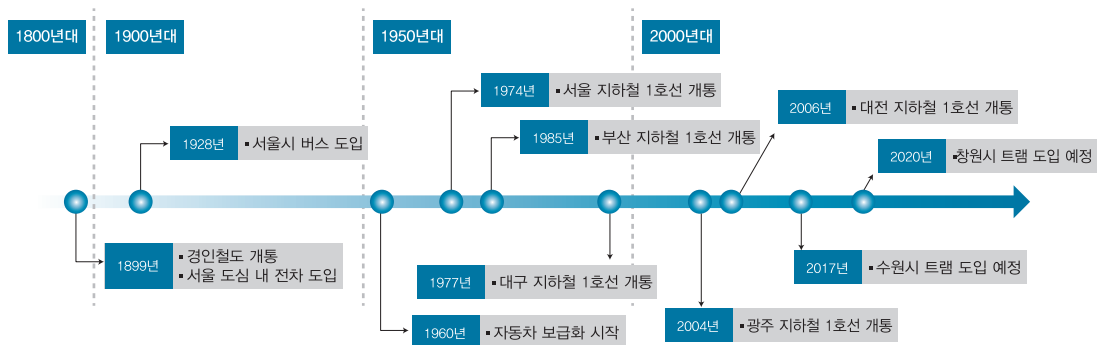 1800년대
1900년대
1950년대
2000년대
1974년 ▪서울 지하철 1호선 개통
2006년 ▪대전 지하철 1호선 개통
1928년 ▪서울시 버스 도입
1985년 ▪부산 지하철 1호선 개통
2020년 ▪창원시 트램 도입 예정
1899년 ▪경인철도 개통
▪서울 도심 내 전차 도입
1977년 ▪대구 지하철 1호선 개통
2017년 ▪수원시 트램 도입 예정
1960년 ▪자동차 보급화 시작
2004년 ▪광주 지하철 1호선 개통